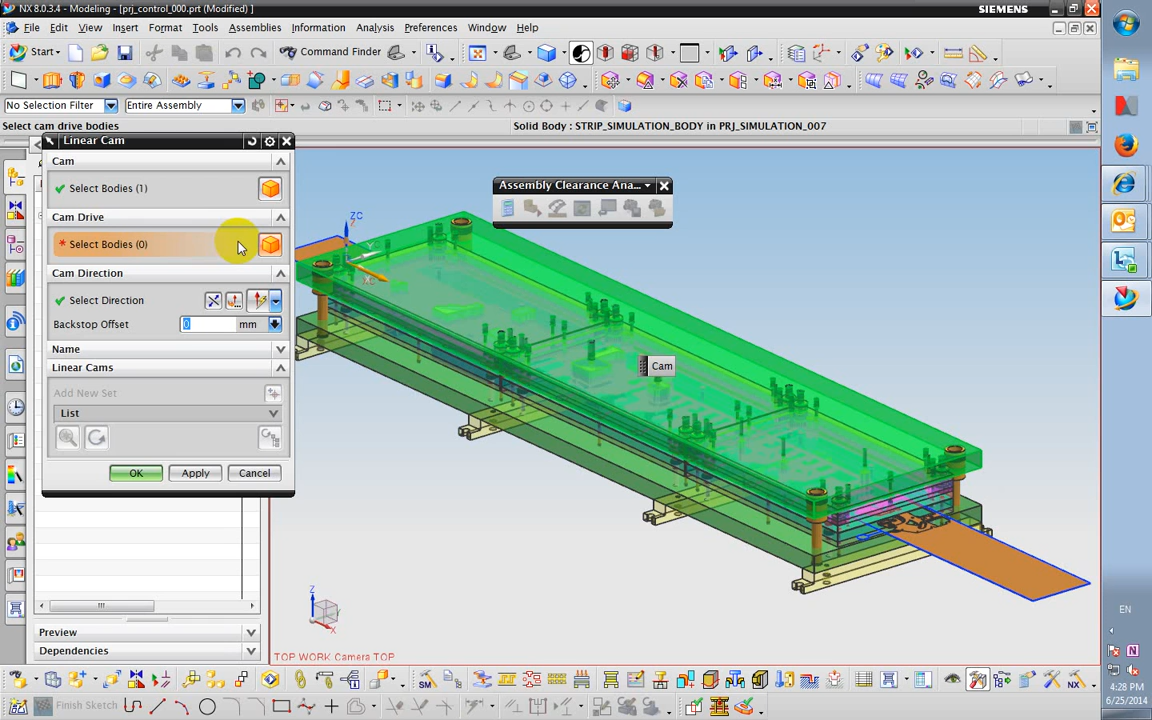 NX 8.0.3.4 - Modeling - [prj_control_000.prt (Modified) ]
SIEMENS
File Edit View Insert Format Tools Assemblies Information Analysis Preferences Window Help
Start
Command Finder
No Selection Filter
Entire Assembly
Select cam drive bodies
Solid Body : STRIP_SIMULATION_BODY in PRJ_SIMULATION_007
Linear Cam
Cam
Select Bodies (1)
Cam Drive
* Select Bodies (0)
Cam Direction
Select Direction
Backstop Offset
0
mm
Name
Linear Cams
Add New Set
List
OK
Apply
Cancel
Preview
Dependencies
Assembly Clearance Ana...
ZC
XC
Cam
Z
X
TOP WORK Camera TOP
Finish Sketch
SM
NX
EN
N
4:28 PM
6/25/2014